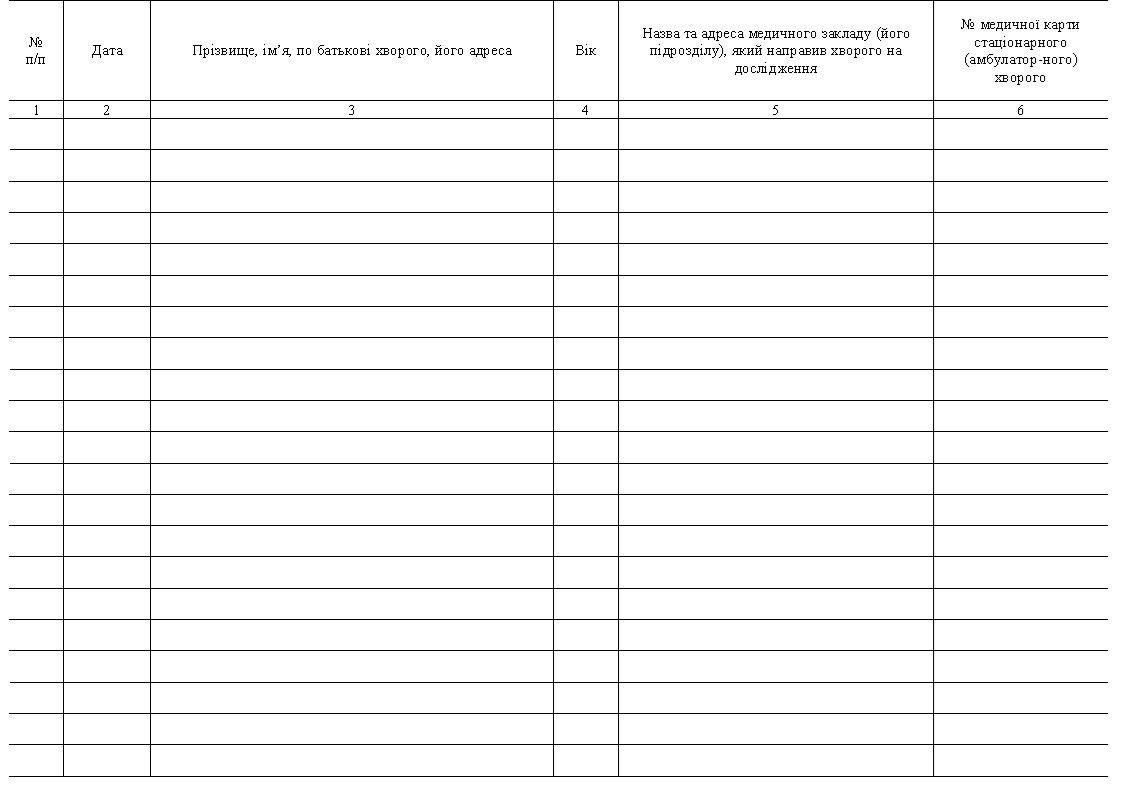 №
п/п
Дата
Прізвище, ім’я, по батькові хворого, його адреса
Вік
Назва та адреса медичного закладу (його
підрозділу), який направив хворого на
дослідження
№ медичної карти
стаціонарного
(амбулатор-ного)
хворого
1
2
3
4
5
6